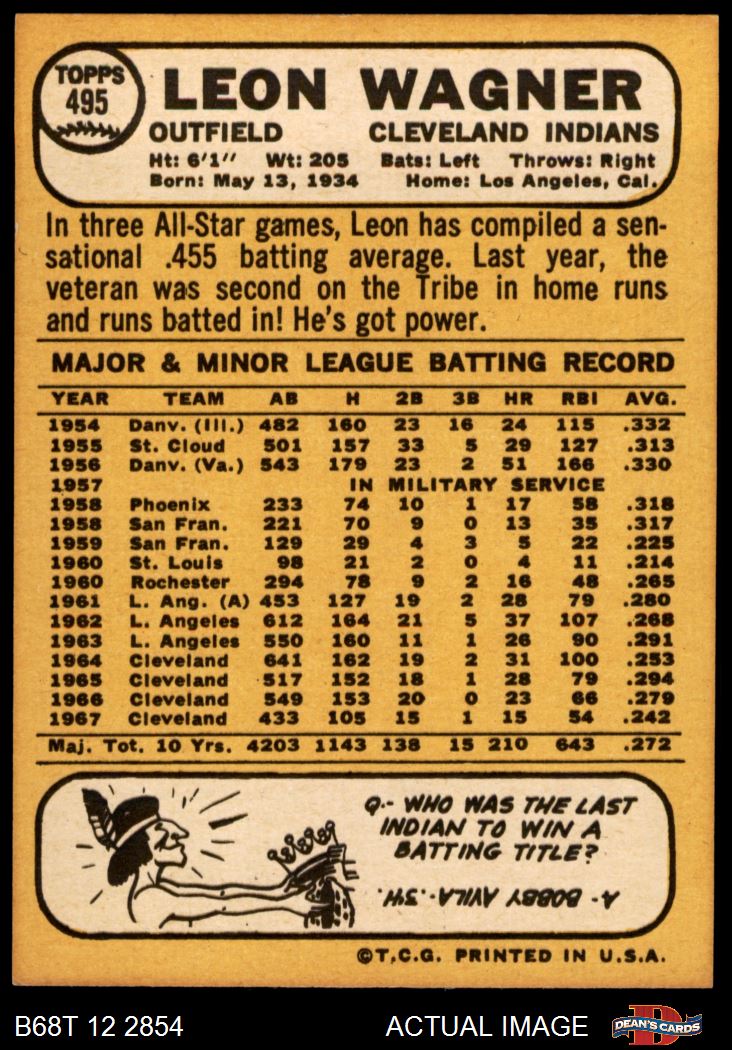 TOPPS
495
LEON WAGNER
OUTFIELD CLEVELAND INDIANS
Ht: 6'1" Wt: 205 Bats: Left Throws: Right
Born: May 13, 1934 Home: Los Angeles, Cal.
In three All-Star games, Leon has compiled a sen-
sational .455 batting average. Last year, the
veteran was second on the Tribe in home runs
and runs batted in! He's got power.
MAJOR & MINOR LEAGUE BATTING RECORD
YEAR TEAM AB H 2B 3B HR RBI AVG.
1954 Danv. (Ill.) 482 160 23 16 24 115 .332
1955 St. Cloud 501 157 33 5 29 127 .313
1956 Danv. (Va.) 543 179 23 2 51 166 .330
1957 IN MILITARY SERVICE
1958 Phoenix 233 74 10 1 17 58 .318
1958 San Fran. 221 70 9 0 13 35 .317
1959 San Fran. 129 29 4 3 5 22 .225
1960 St. Louis 98 21 2 0 4 11 .214
1960 Rochester 294 78 9 2 16 48 .265
1961 L. Ang. (A) 453 127 19 2 28 79 .280
1962 L. Angeles 612 164 21 5 37 107 .268
1963 L. Angeles 550 160 11 1 26 90 .291
1964 Cleveland 641 162 19 2 31 100 .253
1965 Cleveland 517 152 18 1 28 79 .294
1966 Cleveland 549 153 20 0 23 66 .279
1967 Cleveland 433 105 15 1 15 54 .242
Maj. Tot. 10 Yrs. 4203 1143 138 15 210 643 .272
Q.- WHO WAS THE LAST
INDIAN TO WIN A
BATTING TITLE?
A- BOBBY AVILA-.341.
©T.C.G. PRINTED IN U.S.A.
B68T 12 2854 ACTUAL IMAGE
DEAN'S CARDS